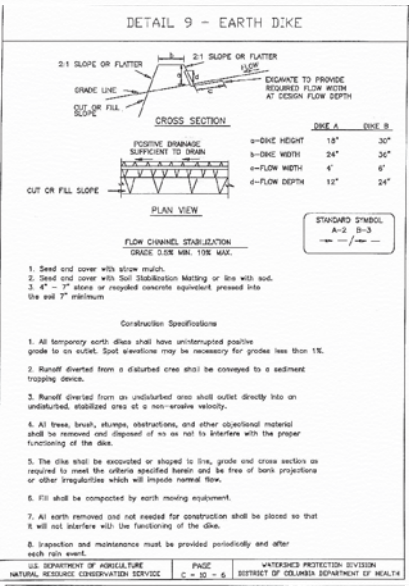 DETAIL 9 - EARTH DIKE
2:1 SLOPE OR FLATTER
b
2:1 SLOPE OR FLATTER
FLOW
GRADE LINE
EXCAVATE TO PROVIDE
REQUIRED FLOW WIDTH
AT DESIGN FLOW DEPTH
CUT OR FILL
SLOPE
CROSS SECTION
DIKE A DIKE B
a-DIKE HEIGHT 18" 30"
b-DIKE WIDTH 24" 36"
c-FLOW WIDTH 4' 6'
d-FLOW DEPTH 12" 24"
POSITIVE DRAINAGE
SUFFICIENT TO DRAIN
CUT OR FILL SLOPE
PLAN VIEW
STANDARD SYMBOL
A-2 B-3
FLOW CHANNEL STABILIZATION
GRADE 0.5% MIN. 10% MAX.
1. Seed and cover with straw mulch.
2. Seed and cover with Soil Stabilization Matting or line with sod.
3. 4" - 7" stone or recycled concrete equivalent pressed into
the soil 7" minimum
Construction Specifications
1. All temporary earth dikes shall have uninterrupted positive
grade to an outlet. Spot elevations may be necessary for grades less than 1%.
2. Runoff diverted from a disturbed area shall be conveyed to a sediment
trapping device.
3. Runoff diverted from an undisturbed area shall outlet directly into an
undisturbed, stabilized area at a non-erosive velocity.
4. All trees, brush, stumps, obstructions, and other objectional material
shall be removed and disposed of so as not to interfere with the proper
functioning of the dike.
5. The dike shall be excavated or shaped to line, grade and cross section as
required to meet the criteria specified herein and be free of bank projections
or other irregularities which will impede normal flow.
6. Fill shall be compacted by earth moving equipment.
7. All earth removed and not needed for construction shall be placed so that
it will not interfere with the functioning of the dike.
8. Inspection and maintenance must be provided periodically and after
each rain event.
U.S. DEPARTMENT OF AGRICULTURE
NATURAL RESOURCE CONSERVATION SERVICE
PAGE
C - 10 - 6
WATERSHED PROTECTION DIVISION
DISTRICT OF COLUMBIA DEPARTMENT OF HEALTH